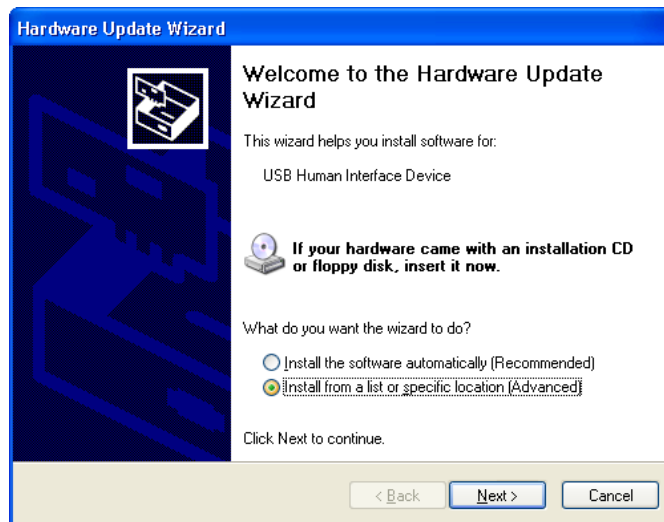 Hardware Update Wizard
Welcome to the Hardware Update
Wizard
This wizard helps you install software for:
USB Human Interface Device
If your hardware came with an installation CD
or floppy disk, insert it now.
What do you want the wizard to do?
Install the software automatically (Recommended)
Install from a list or specific location (Advanced)
Click Next to continue.
< Back Next > Cancel